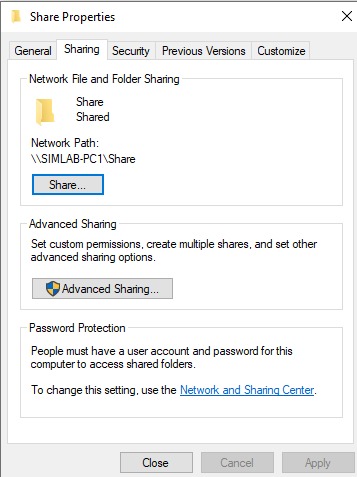 Share Properties
General Sharing Security Previous Versions Customize
Network File and Folder Sharing
Share
Shared
Network Path:
\\SIMLAB-PC1\Share
Share...
Advanced Sharing
Set custom permissions, create multiple shares, and set other
advanced sharing options.
Advanced Sharing...
Password Protection
People must have a user account and password for this
computer to access shared folders.
To change this setting, use the Network and Sharing Center.
Close Cancel Apply